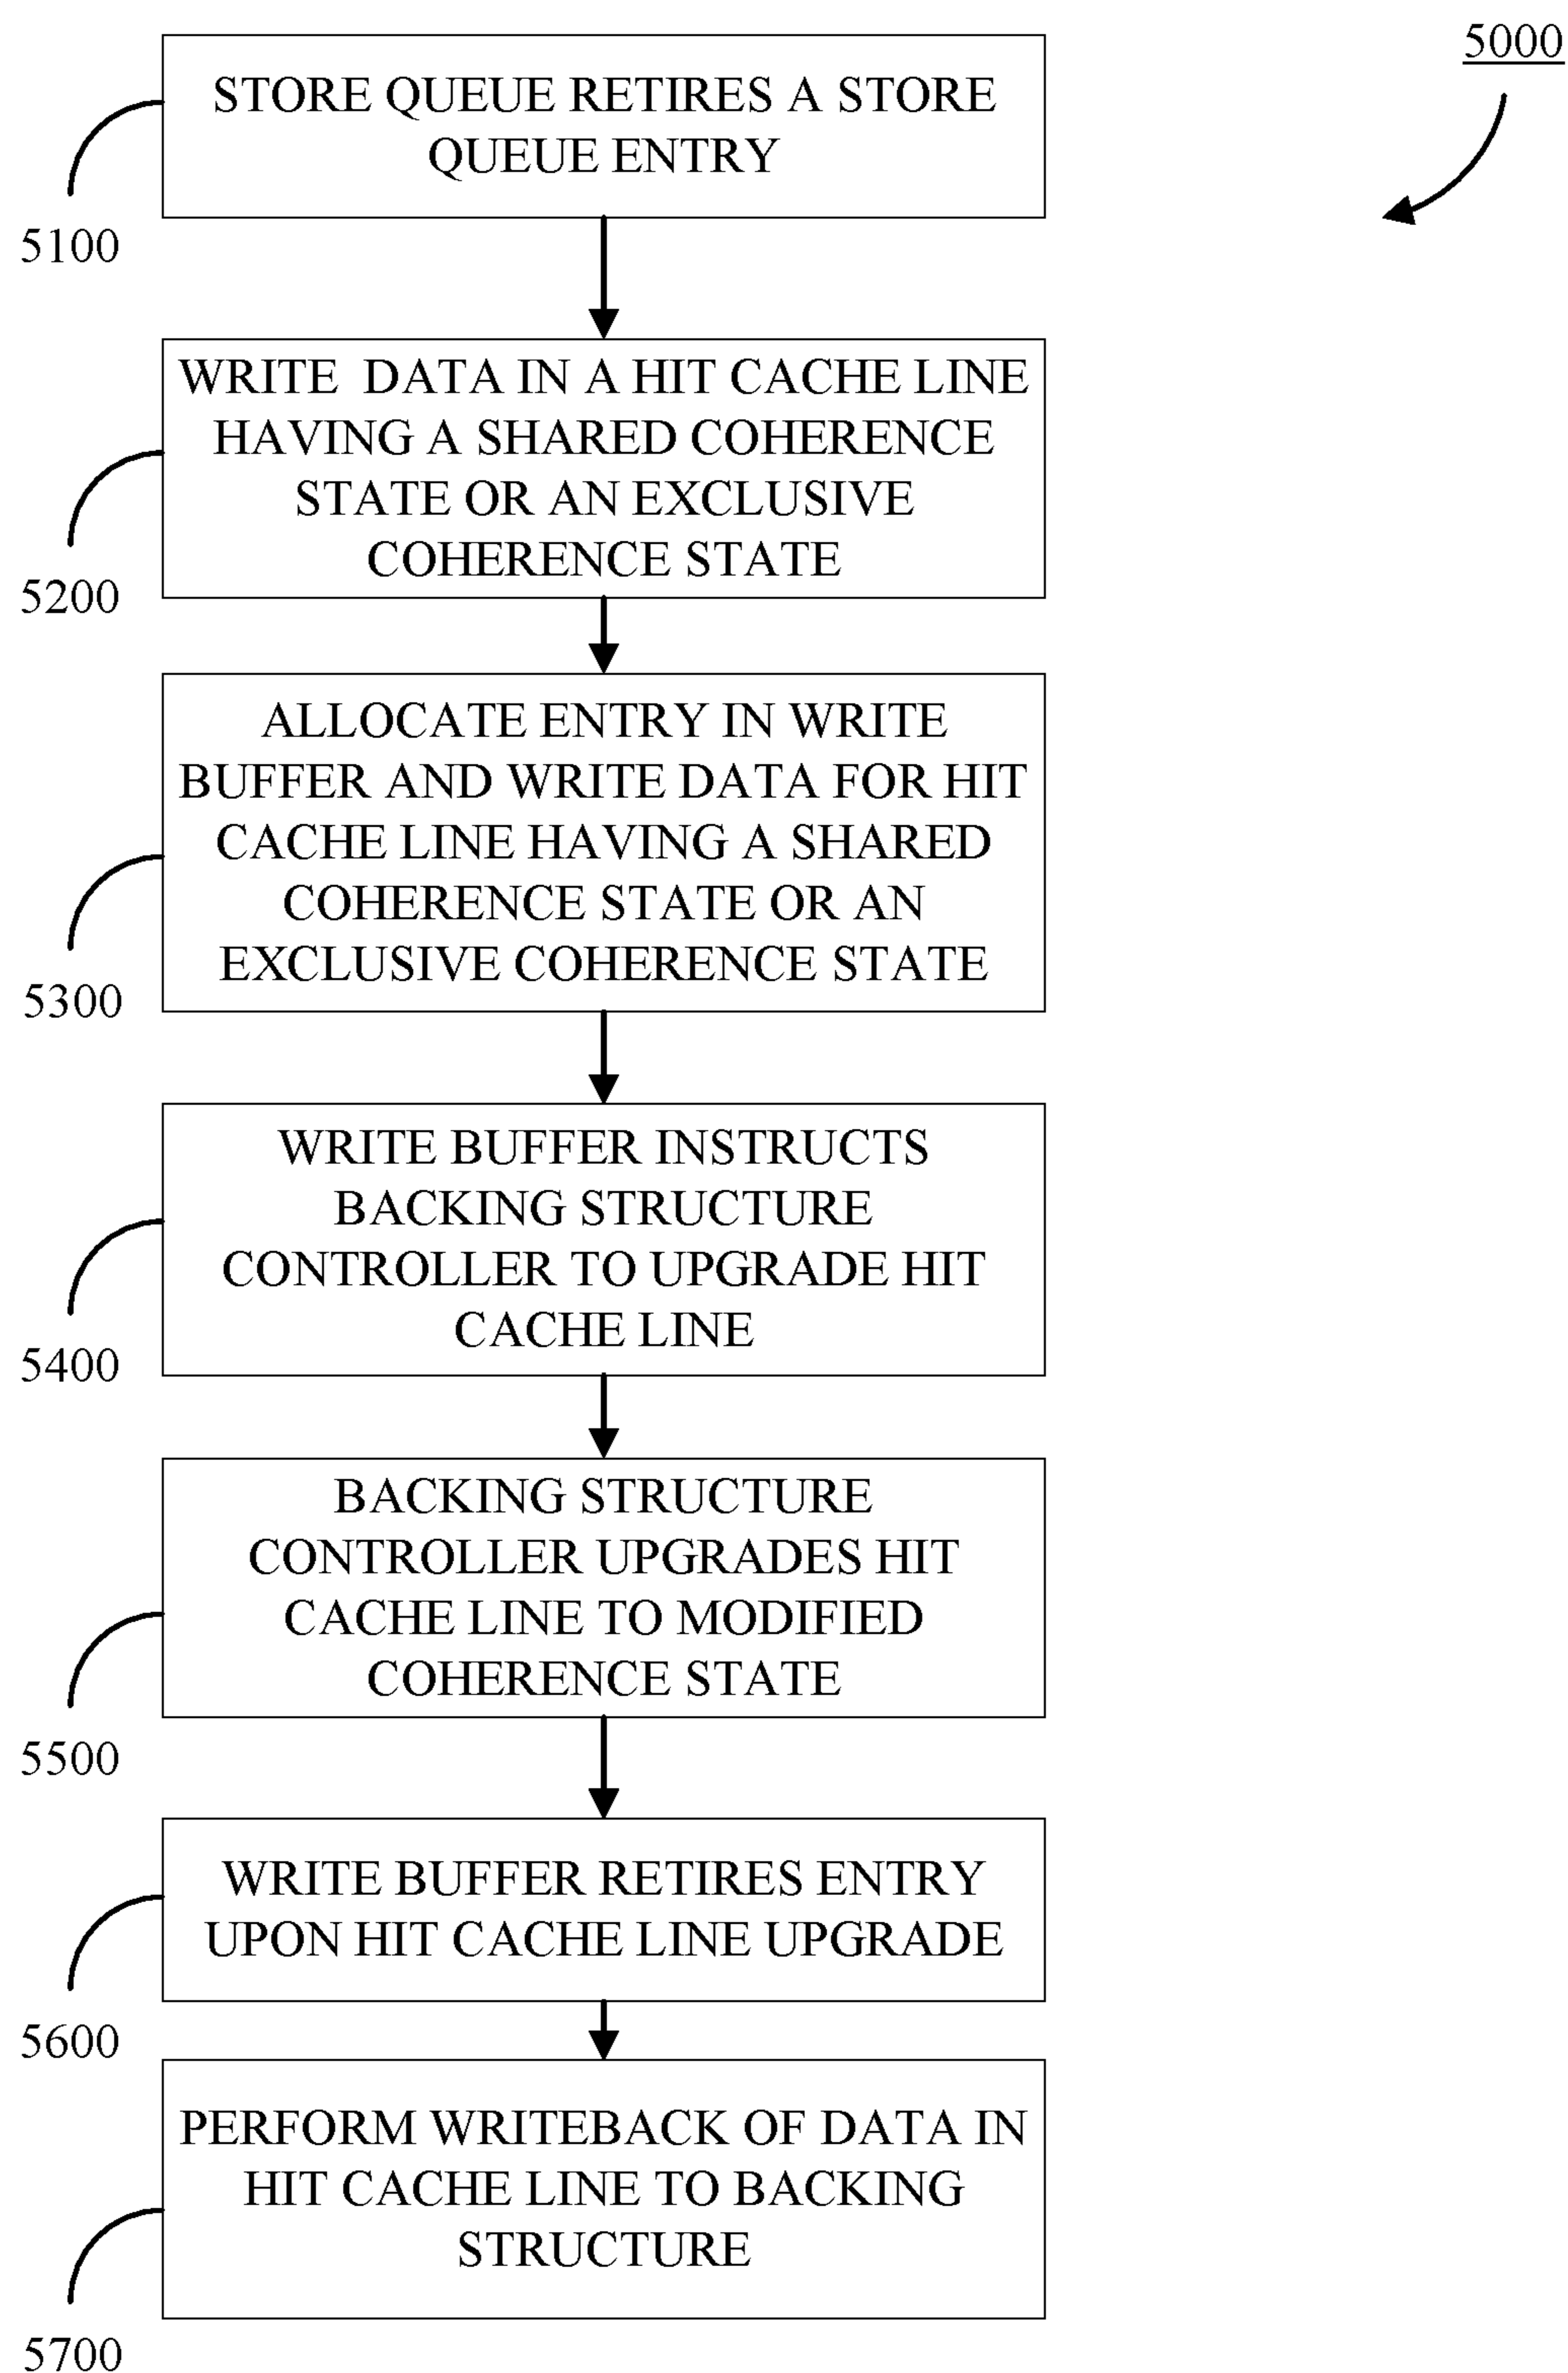 5000
STORE QUEUE RETIRES A STORE
QUEUE ENTRY
5100
WRITE DATA IN A HIT CACHE LINE
HAVING A SHARED COHERENCE
STATE OR AN EXCLUSIVE
COHERENCE STATE
5200
ALLOCATE ENTRY IN WRITE
BUFFER AND WRITE DATA FOR HIT
CACHE LINE HAVING A SHARED
COHERENCE STATE OR AN
EXCLUSIVE COHERENCE STATE
5300
WRITE BUFFER INSTRUCTS
BACKING STRUCTURE
CONTROLLER TO UPGRADE HIT
CACHE LINE
5400
BACKING STRUCTURE
CONTROLLER UPGRADES HIT
CACHE LINE TO MODIFIED
COHERENCE STATE
5500
WRITE BUFFER RETIRES ENTRY
UPON HIT CACHE LINE UPGRADE
5600
PERFORM WRITEBACK OF DATA IN
HIT CACHE LINE TO BACKING
STRUCTURE
5700